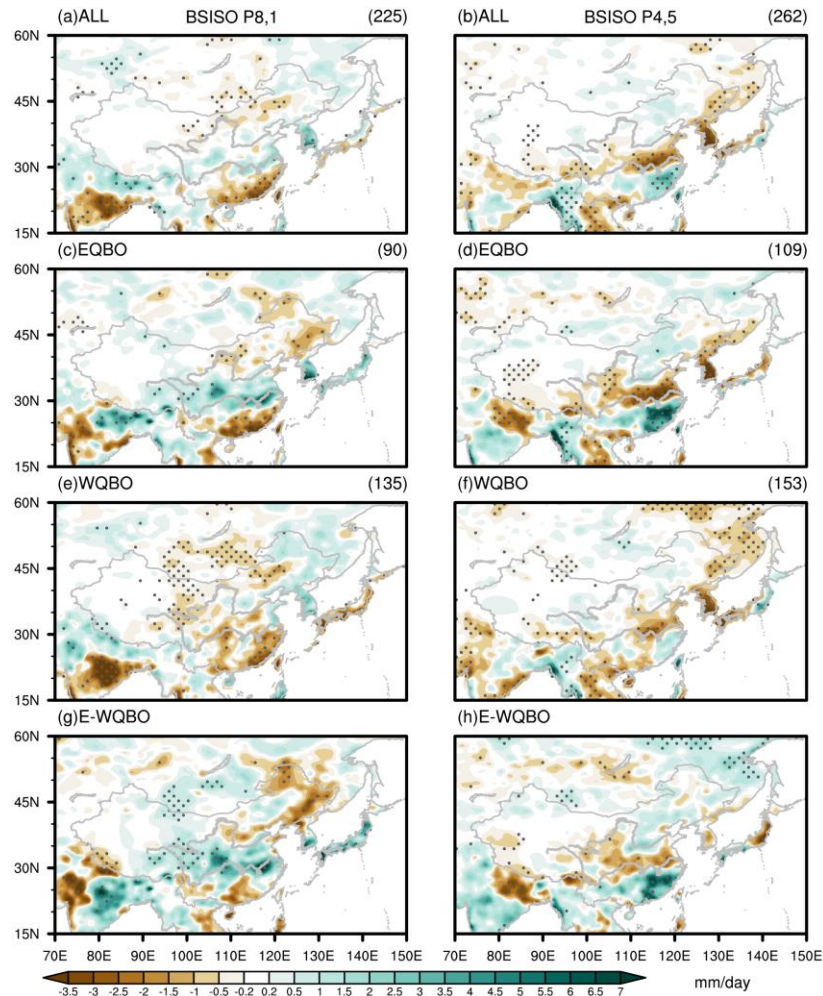 (a)ALL BSISO P8,1 (225) (b)ALL BSISO P4,5 (262)
60N
45N
30N
15N
(c)EQBO (90) (d)EQBO (109)
60N
45N
30N
15N
(e)WQBO (135) (f)WQBO (153)
60N
45N
30N
15N
(g)E-WQBO (h)E-WQBO
60N
45N
30N
15N
70E 80E 90E 100E 110E 120E 130E 140E 150E 70E 80E 90E 100E 110E 120E 130E 140E 150E
-3.5 -3 -2.5 -2 -1.5 -1 -0.5 -0.2 0.2 0.5 1 1.5 2 2.5 3 3.5 4 4.5 5 5.5 6 6.5 7 mm/day